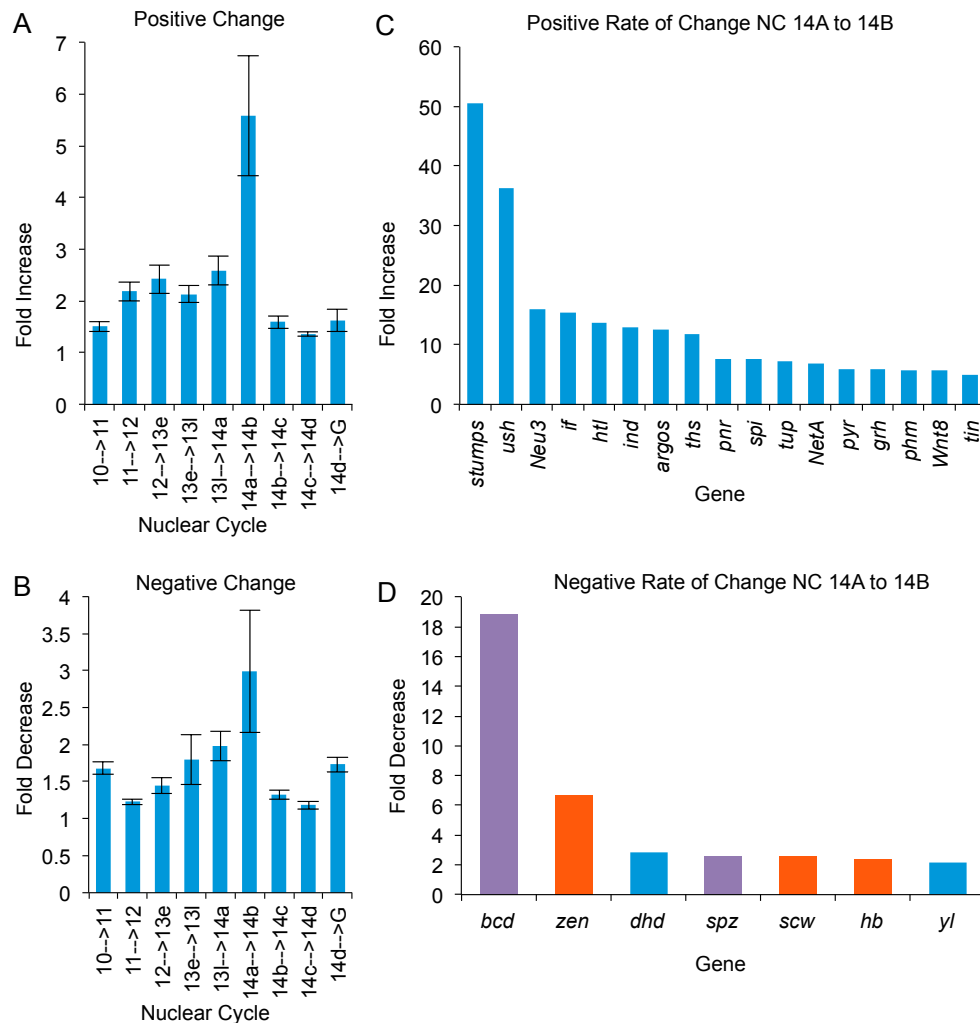 A
Positive Change
7
6
5
4
3
2
1
0
Fold Increase
10-->11
11-->12
12-->13e
13e-->13l
13l-->14a
14a-->14b
14b-->14c
14c-->14d
14d-->G
Nuclear Cycle
C
Positive Rate of Change NC 14A to 14B
60
50
40
30
20
10
0
Fold Increase
stumps
ush
Neu3
if
htl
ind
argos
ths
pnr
spi
tup
NetA
pyr
grh
phm
Wnt8
tin
Gene
B
Negative Change
4
3.5
3
2.5
2
1.5
1
0.5
0
Fold Decrease
10-->11
11-->12
12-->13e
13e-->13l
13l-->14a
14a-->14b
14b-->14c
14c-->14d
14d-->G
Nuclear Cycle
D
Negative Rate of Change NC 14A to 14B
20
18
16
14
12
10
8
6
4
2
0
Fold Decrease
bcd zen dhd spz scw hb yl
Gene